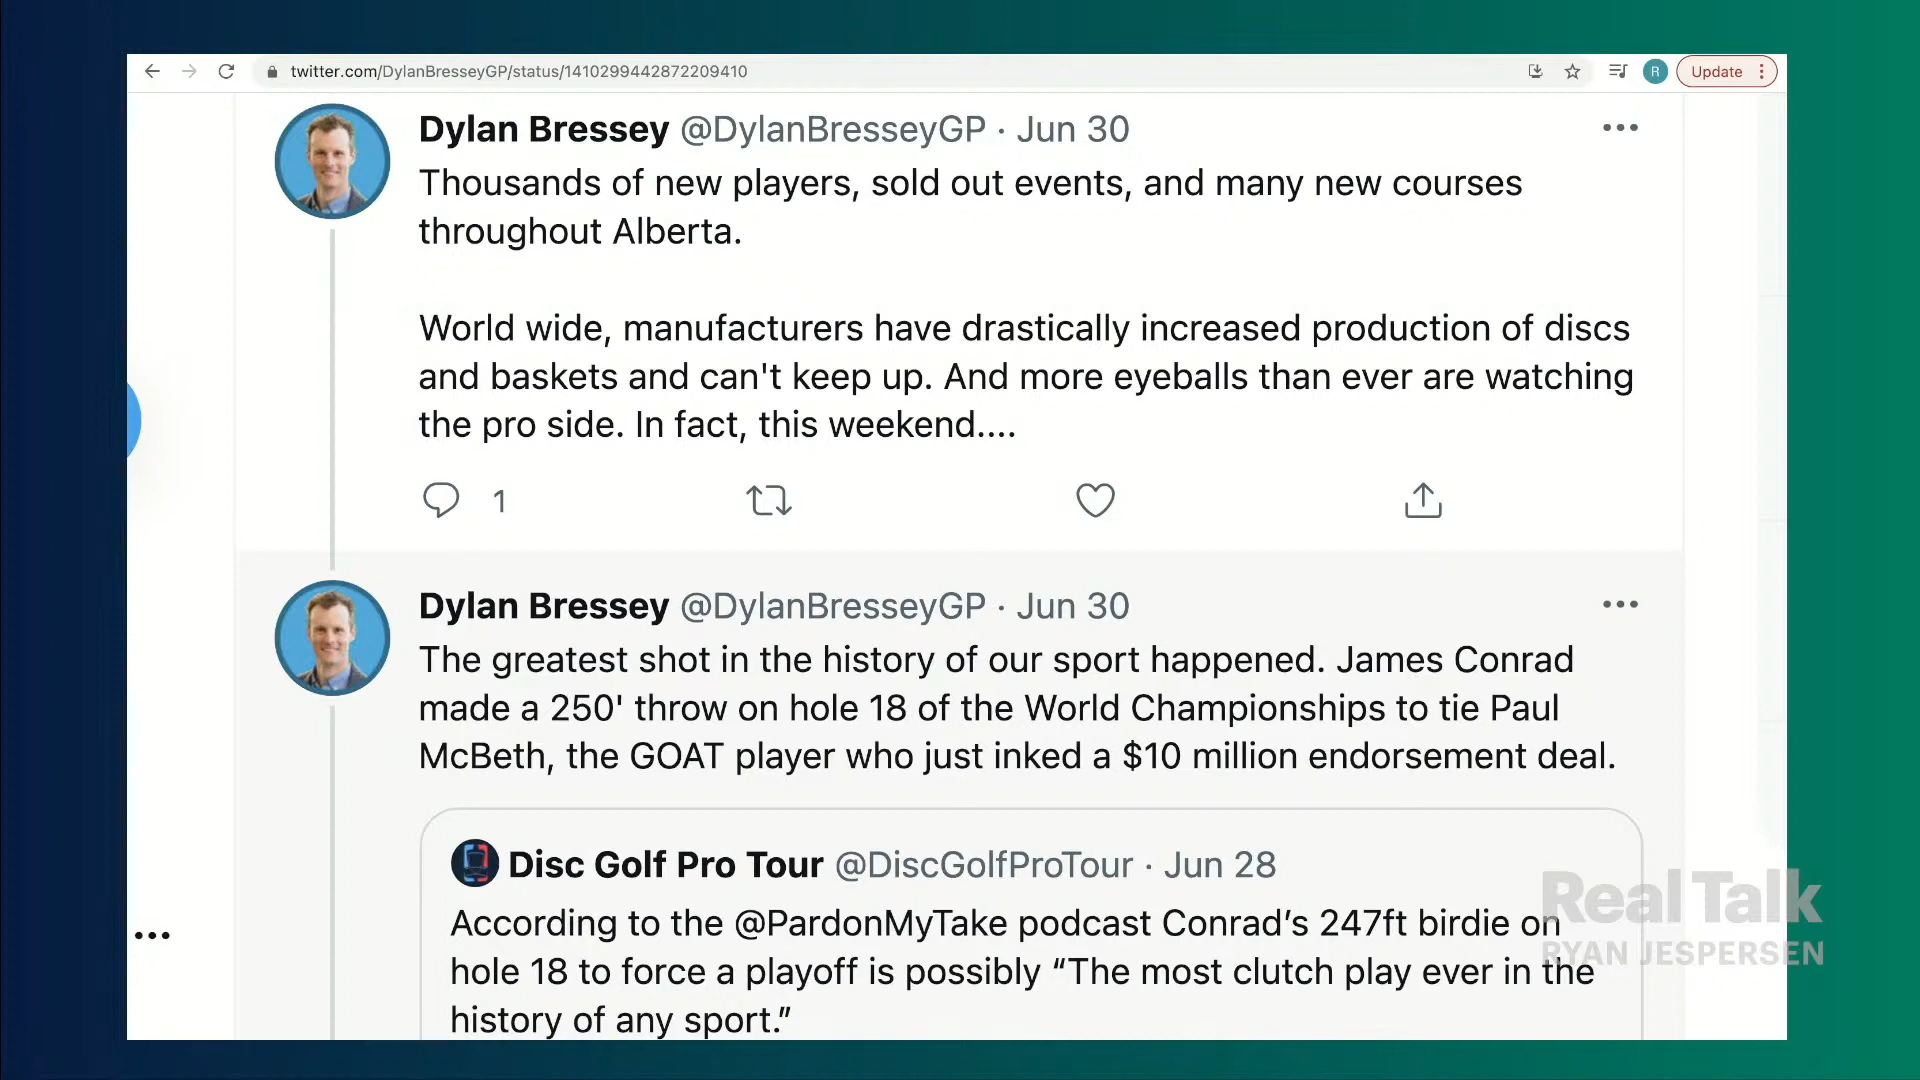 twitter.com/DylanBresseyGP/status/1410299442872209410
R
Update
Dylan Bressey @DylanBresseyGP · Jun 30
Thousands of new players, sold out events, and many new courses
throughout Alberta.
World wide, manufacturers have drastically increased production of discs
and baskets and can't keep up. And more eyeballs than ever are watching
the pro side. In fact, this weekend....
1
Dylan Bressey @DylanBresseyGP · Jun 30
The greatest shot in the history of our sport happened. James Conrad
made a 250' throw on hole 18 of the World Championships to tie Paul
McBeth, the GOAT player who just inked a $10 million endorsement deal.
Disc Golf Pro Tour @DiscGolfProTour · Jun 28
According to the @PardonMyTake podcast Conrad’s 247ft birdie on
hole 18 to force a playoff is possibly “The most clutch play ever in the
history of any sport.”
Real Talk
RYAN JESPERSEN